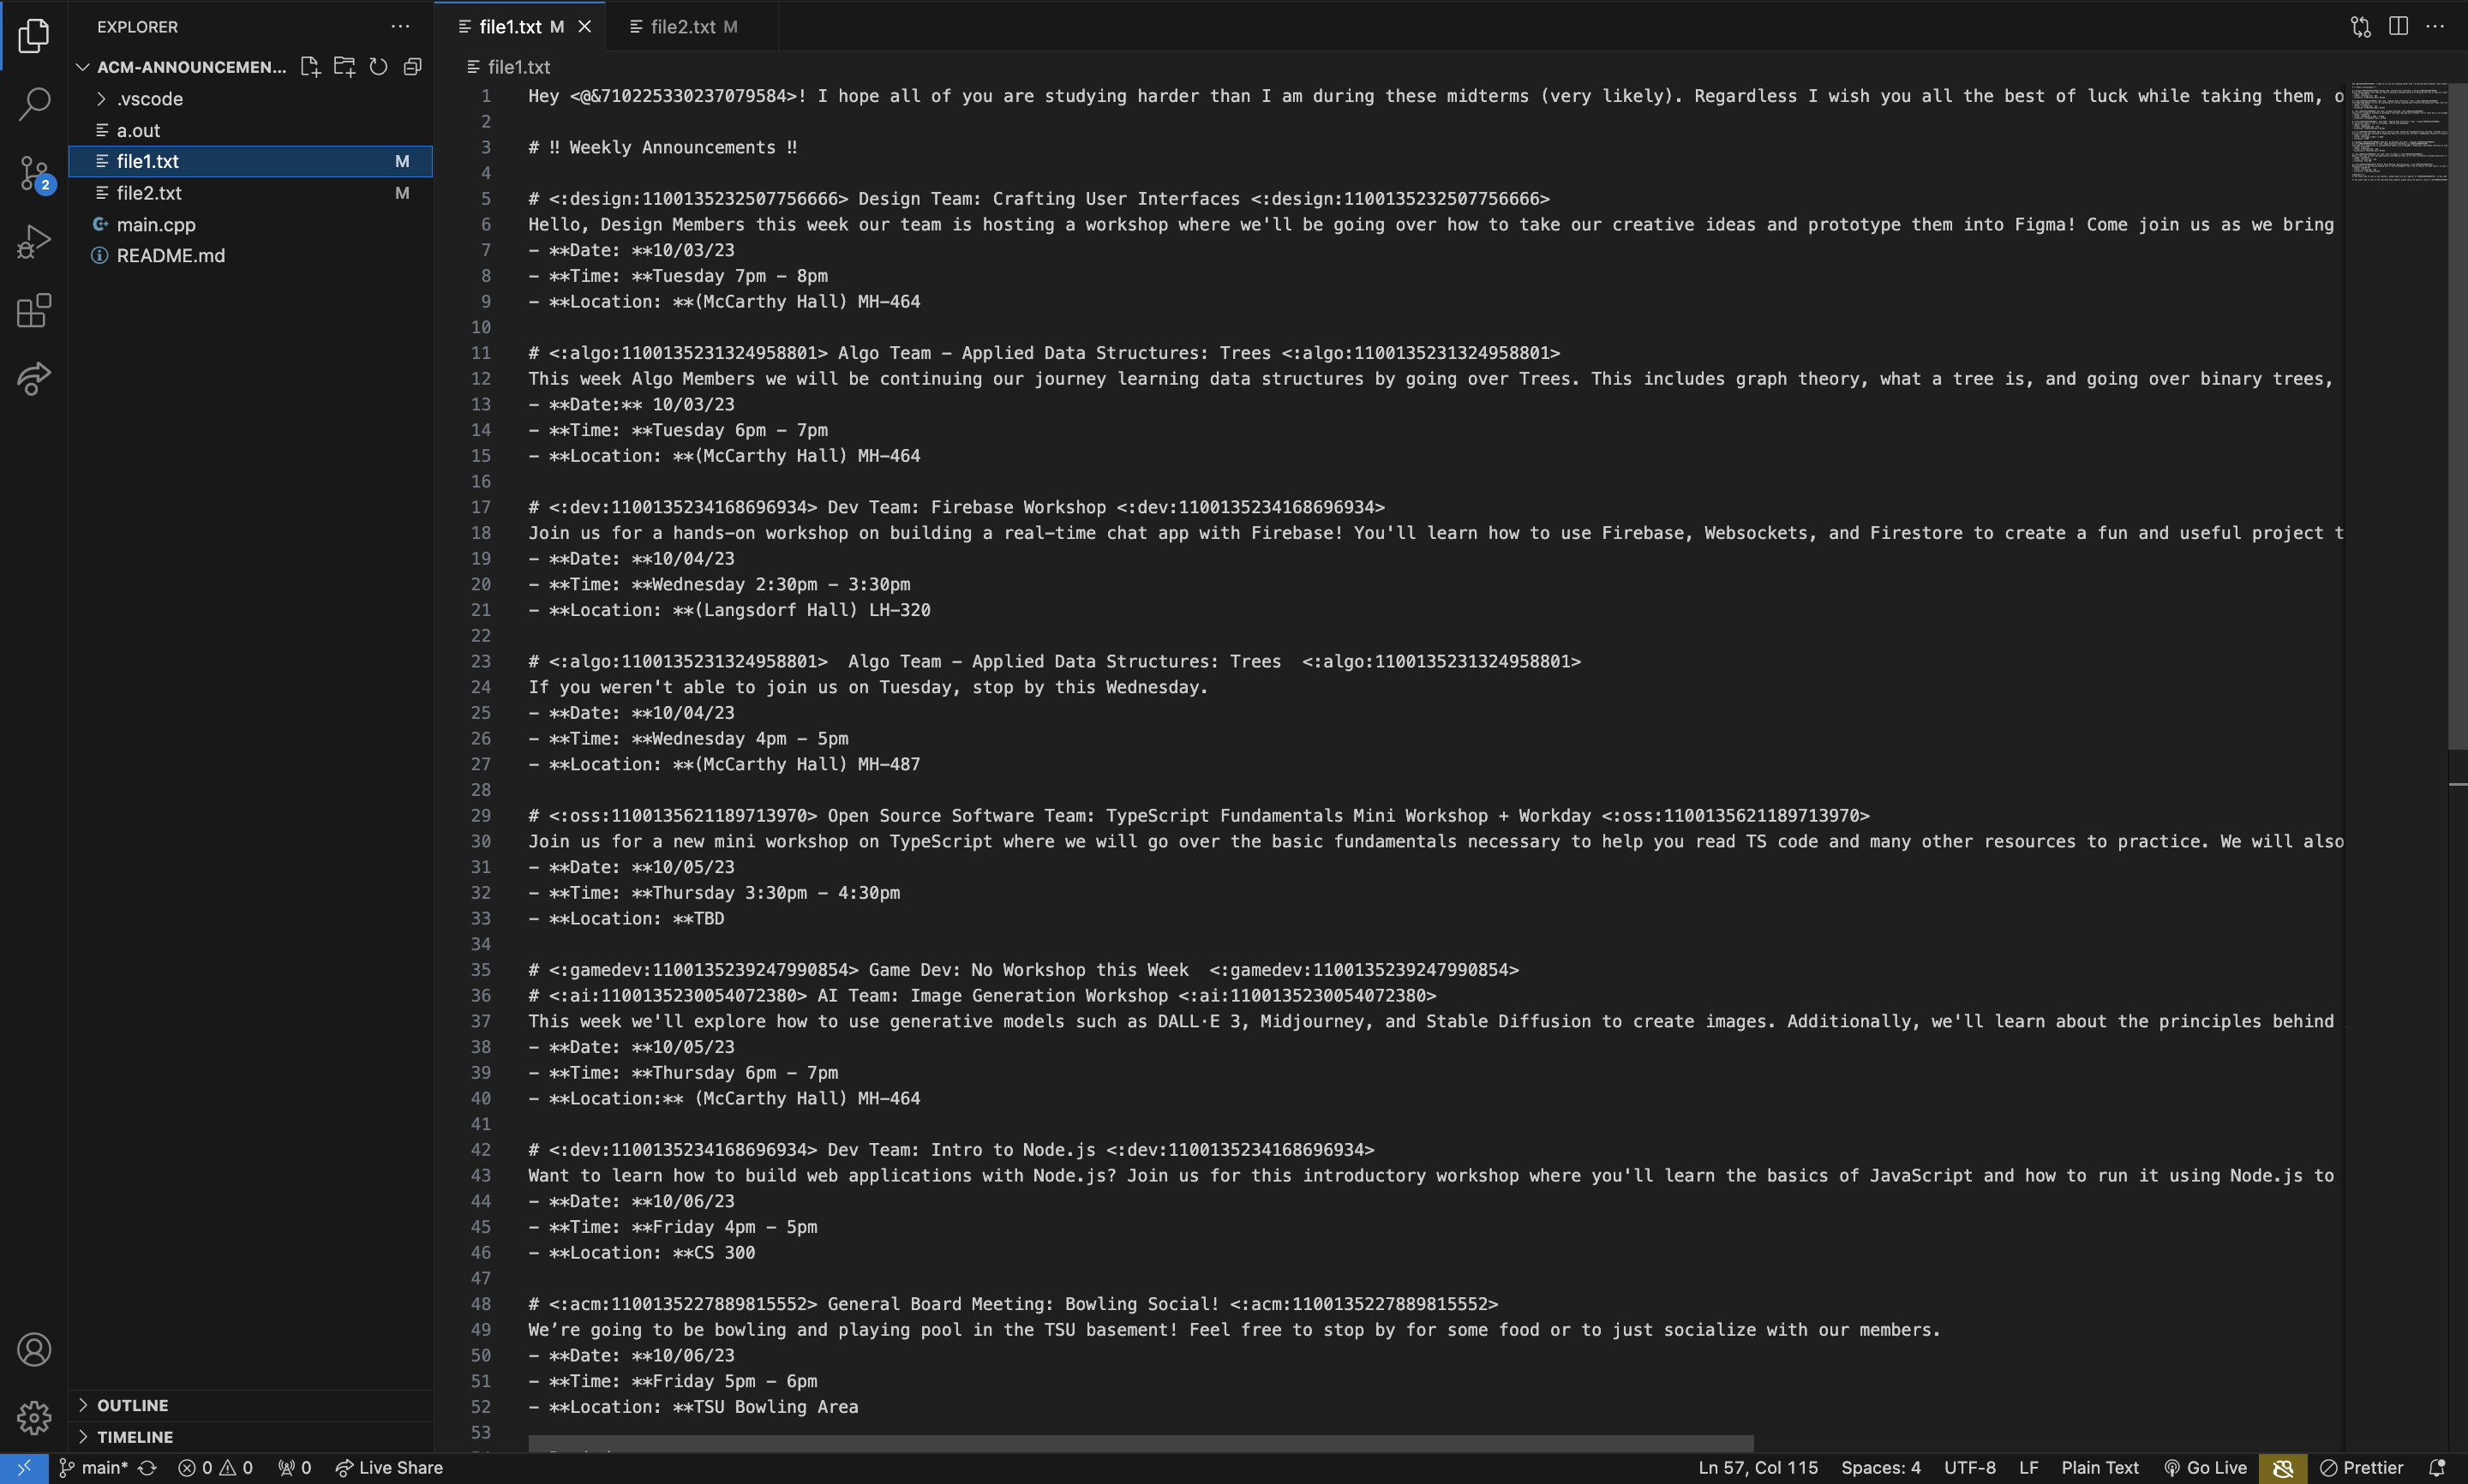 EXPLORER
ACM-ANNOUNCEMEN...
.vscode
a.out
file1.txt M
file2.txt M
main.cpp
README.md
OUTLINE
TIMELINE
2
file1.txt M
file2.txt M
file1.txt
1 Hey <@&710225330237079584>! I hope all of you are studying harder than I am during these midterms (very likely). Regardless I wish you all the best of luck while taking them, o
2
3 # ‼ Weekly Announcements ‼
4
5 # <:design:1100135232507756666> Design Team: Crafting User Interfaces <:design:1100135232507756666>
6 Hello, Design Members this week our team is hosting a workshop where we'll be going over how to take our creative ideas and prototype them into Figma! Come join us as we bring
7 - **Date: **10/03/23
8 - **Time: **Tuesday 7pm - 8pm
9 - **Location: **(McCarthy Hall) MH-464
10
11 # <:algo:1100135231324958801> Algo Team - Applied Data Structures: Trees <:algo:1100135231324958801>
12 This week Algo Members we will be continuing our journey learning data structures by going over Trees. This includes graph theory, what a tree is, and going over binary trees,
13 - **Date:** 10/03/23
14 - **Time: **Tuesday 6pm - 7pm
15 - **Location: **(McCarthy Hall) MH-464
16
17 # <:dev:1100135234168696934> Dev Team: Firebase Workshop <:dev:1100135234168696934>
18 Join us for a hands-on workshop on building a real-time chat app with Firebase! You'll learn how to use Firebase, Websockets, and Firestore to create a fun and useful project t
19 - **Date: **10/04/23
20 - **Time: **Wednesday 2:30pm - 3:30pm
21 - **Location: **(Langsdorf Hall) LH-320
22
23 # <:algo:1100135231324958801>  Algo Team - Applied Data Structures: Trees  <:algo:1100135231324958801>
24 If you weren't able to join us on Tuesday, stop by this Wednesday.
25 - **Date: **10/04/23
26 - **Time: **Wednesday 4pm - 5pm
27 - **Location: **(McCarthy Hall) MH-487
28
29 # <:oss:1100135621189713970> Open Source Software Team: TypeScript Fundamentals Mini Workshop + Workday <:oss:1100135621189713970>
30 Join us for a new mini workshop on TypeScript where we will go over the basic fundamentals necessary to help you read TS code and many other resources to practice. We will also
31 - **Date: **10/05/23
32 - **Time: **Thursday 3:30pm - 4:30pm
33 - **Location: **TBD
34
35 # <:gamedev:1100135239247990854> Game Dev: No Workshop this Week  <:gamedev:1100135239247990854>
36 # <:ai:1100135230054072380> AI Team: Image Generation Workshop <:ai:1100135230054072380>
37 This week we'll explore how to use generative models such as DALL·E 3, Midjourney, and Stable Diffusion to create images. Additionally, we'll learn about the principles behind
38 - **Date: **10/05/23
39 - **Time: **Thursday 6pm - 7pm
40 - **Location:** (McCarthy Hall) MH-464
41
42 # <:dev:1100135234168696934> Dev Team: Intro to Node.js <:dev:1100135234168696934>
43 Want to learn how to build web applications with Node.js? Join us for this introductory workshop where you'll learn the basics of JavaScript and how to run it using Node.js to
44 - **Date: **10/06/23
45 - **Time: **Friday 4pm - 5pm
46 - **Location: **CS 300
47
48 # <:acm:1100135227889815552> General Board Meeting: Bowling Social! <:acm:1100135227889815552>
49 We’re going to be bowling and playing pool in the TSU basement! Feel free to stop by for some food or to just socialize with our members.
50 - **Date: **10/06/23
51 - **Time: **Friday 5pm - 6pm
52 - **Location: **TSU Bowling Area
53
main* 0 0 0 Live Share Ln 57, Col 115 Spaces: 4 UTF-8 LF Plain Text Go Live Prettier